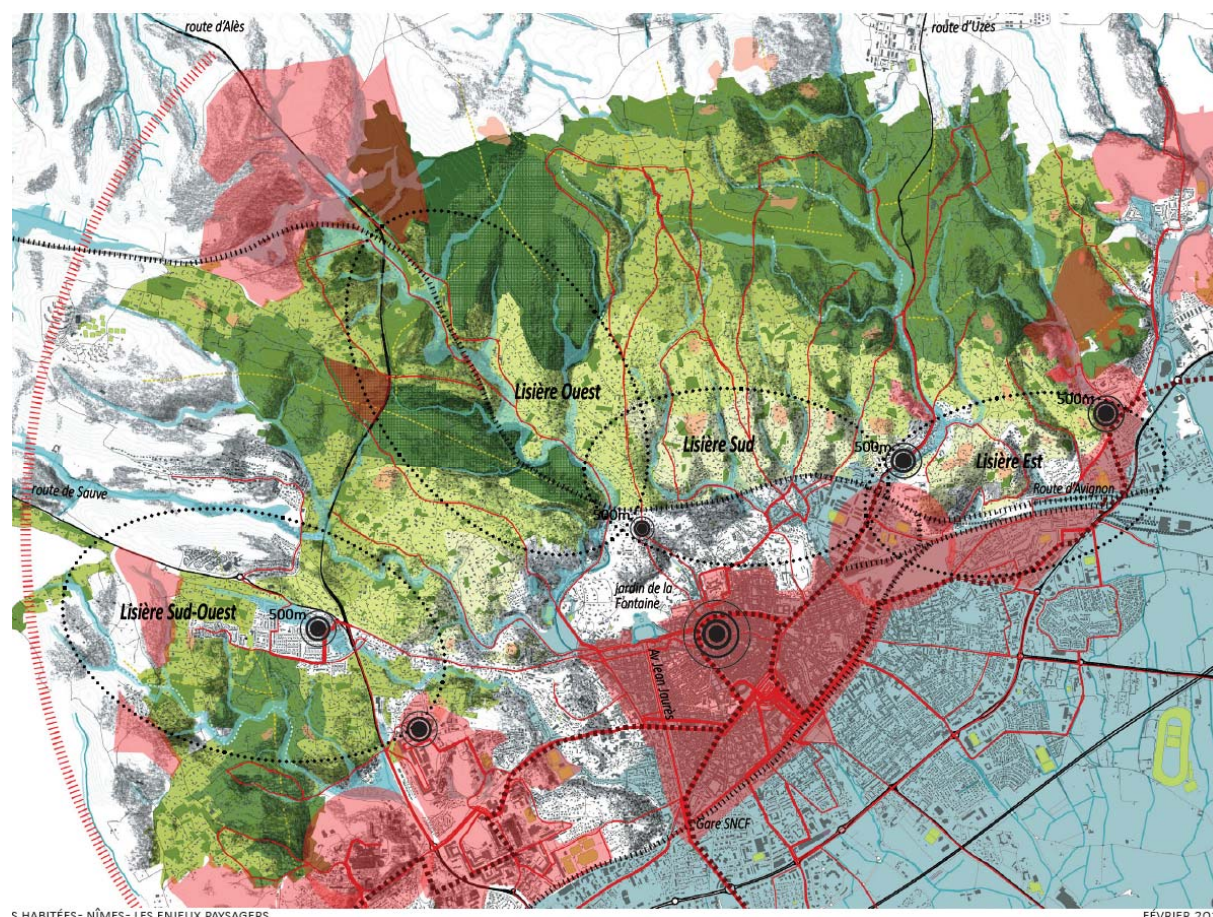 route d'Alès
route d'Uzès
Lisière Ouest
500m
Lisière Sud
500m
Lisière Est
Route d'Avignon
route de Sauve
500m
jardin de la
Fontaine
Lisière Sud-Ouest
500m
Av Jean Jaurès
Gare SNCF
S HABITÉES- NÎMES- LES ENJEUX PAYSAGERS
FÉVRIER 20